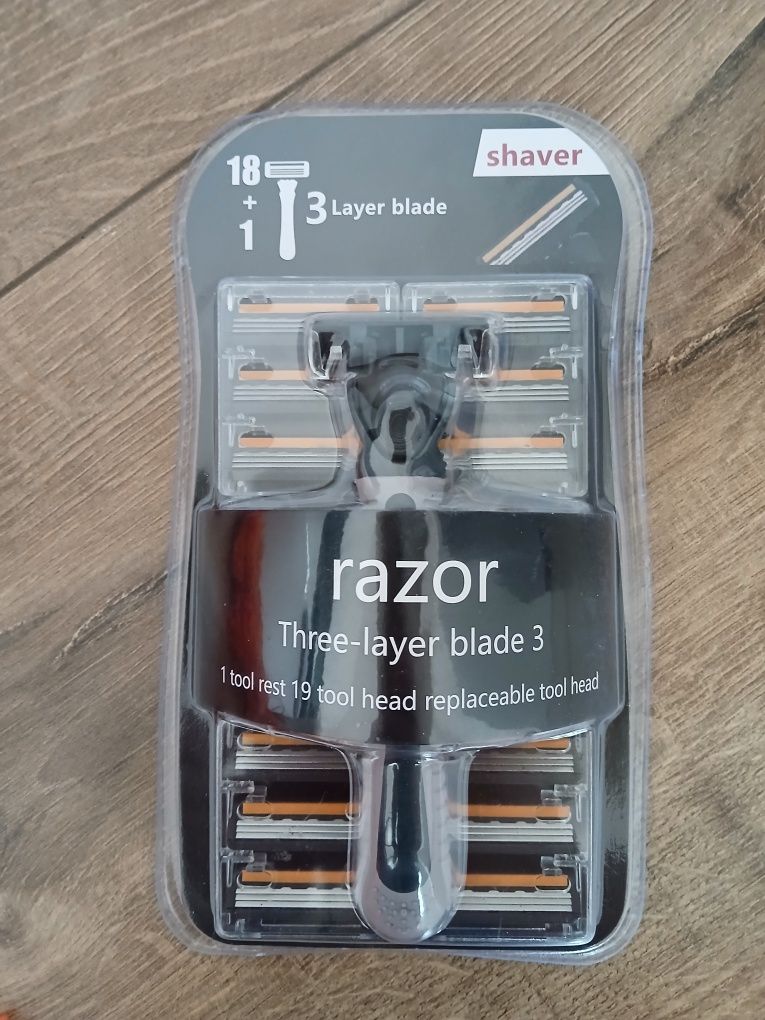 shaver
18
+
1
3 Layer blade
razor
Three-layer blade 3
1 tool rest 19 tool head replaceable tool head